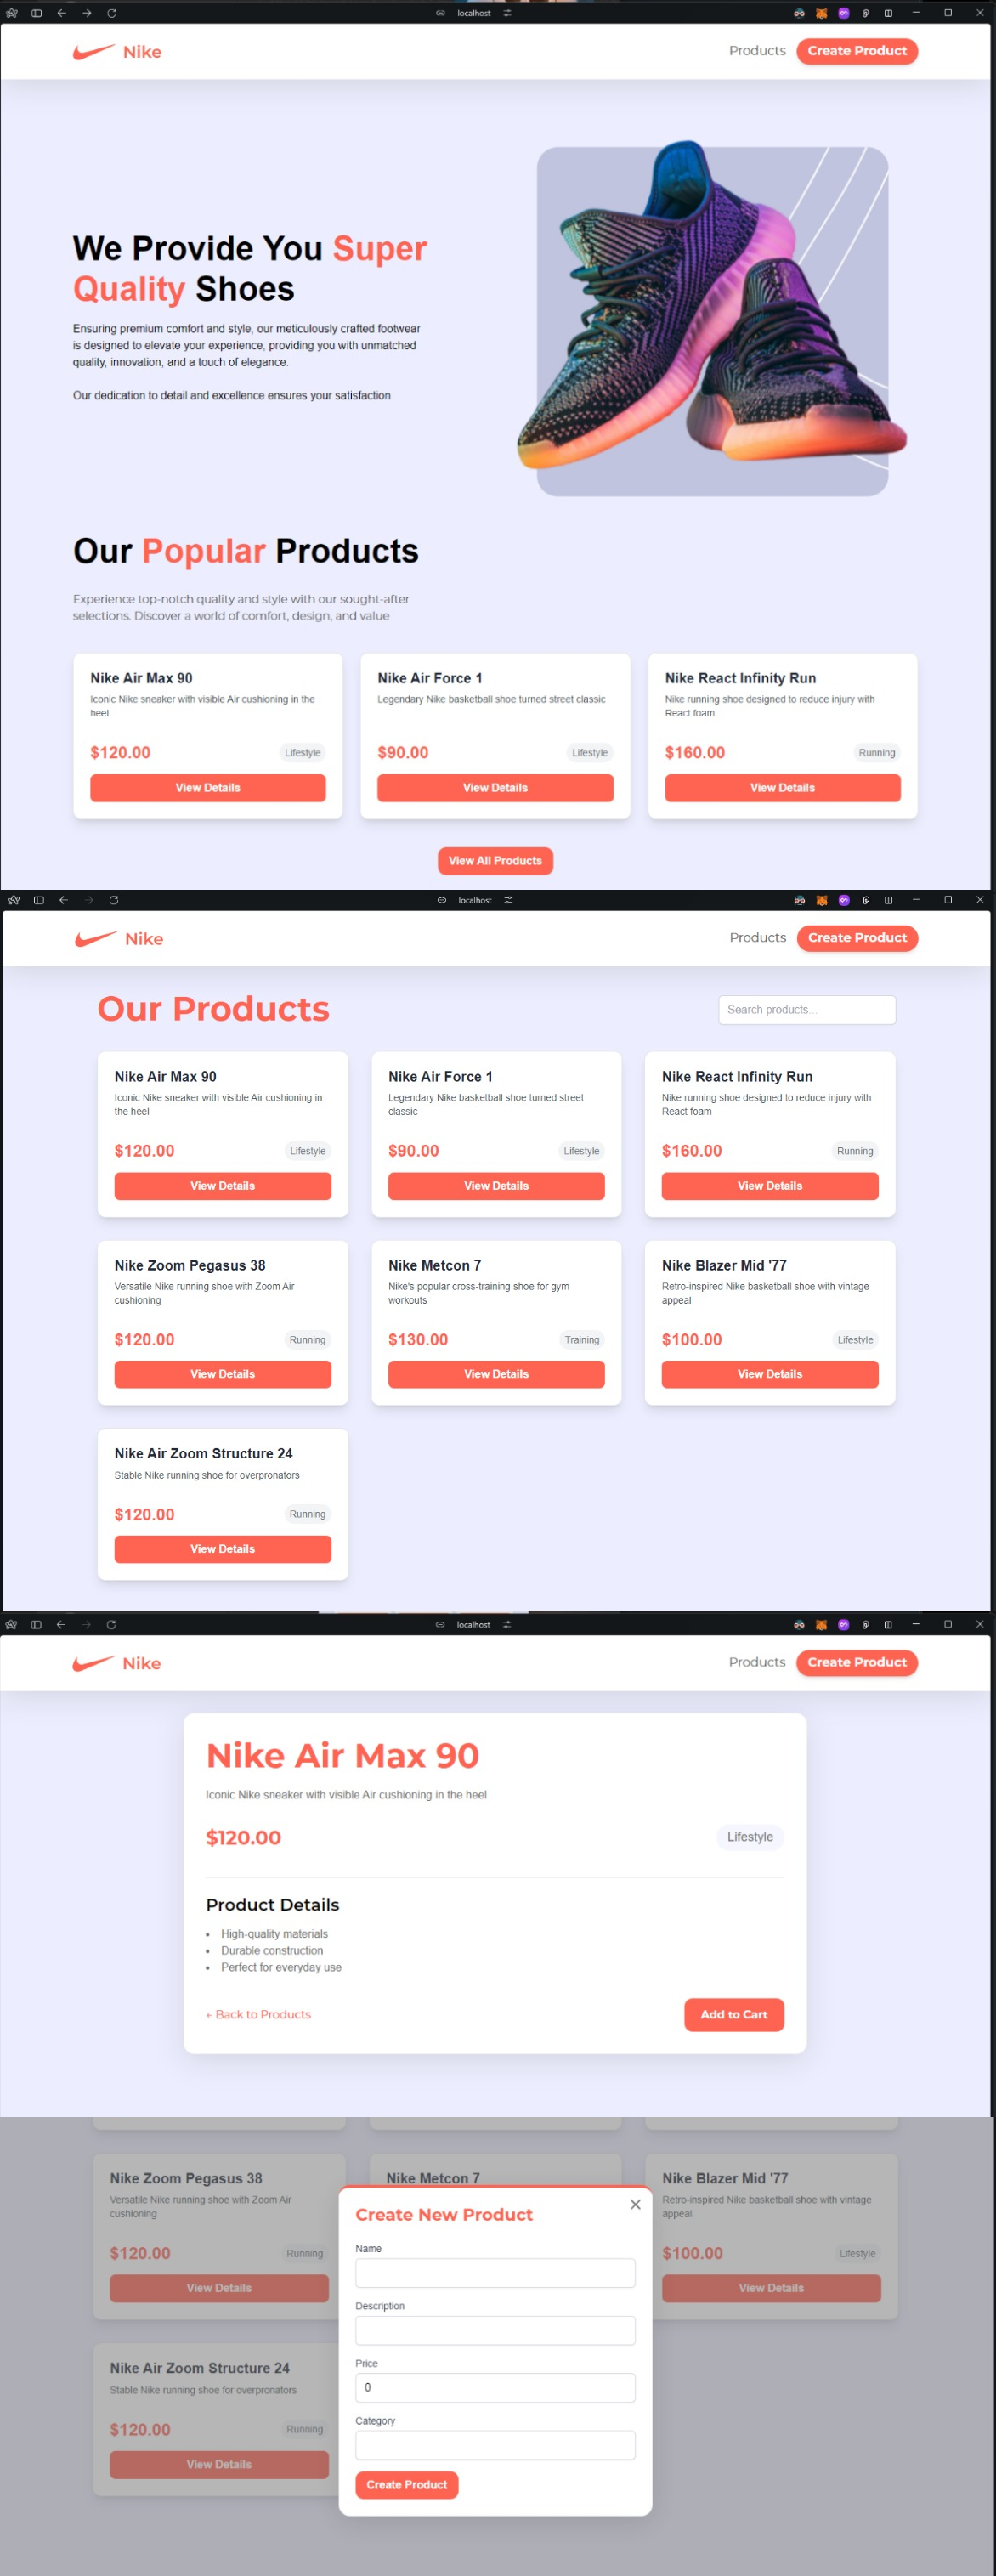 localhost
Nike
Products
Create Product
We Provide You Super
Quality Shoes
Ensuring premium comfort and style, our meticulously crafted footwear
is designed to elevate your experience, providing you with unmatched
quality, innovation, and a touch of elegance.
Our dedication to detail and excellence ensures your satisfaction
Our Popular Products
Experience top-notch quality and style with our sought-after
selections. Discover a world of comfort, design, and value
Nike Air Max 90
Iconic Nike sneaker with visible Air cushioning in the
heel
$120.00
Lifestyle
View Details
Nike Air Force 1
Legendary Nike basketball shoe turned street classic
$90.00
Lifestyle
View Details
Nike React Infinity Run
Nike running shoe designed to reduce injury with
React foam
$160.00
Running
View Details
View All Products
localhost
Nike
Products
Create Product
Our Products
Search products...
Nike Air Max 90
Iconic Nike sneaker with visible Air cushioning in
the heel
$120.00
Lifestyle
View Details
Nike Air Force 1
Legendary Nike basketball shoe turned street
classic
$90.00
Lifestyle
View Details
Nike React Infinity Run
Nike running shoe designed to reduce injury with
React foam
$160.00
Running
View Details
Nike Zoom Pegasus 38
Versatile Nike running shoe with Zoom Air
cushioning
$120.00
Running
View Details
Nike Metcon 7
Nike's popular cross-training shoe for gym
workouts
$130.00
Training
View Details
Nike Blazer Mid '77
Retro-inspired Nike basketball shoe with vintage
appeal
$100.00
Lifestyle
View Details
Nike Air Zoom Structure 24
Stable Nike running shoe for overpronators
$120.00
Running
View Details
localhost
Nike
Products
Create Product
Nike Air Max 90
Iconic Nike sneaker with visible Air cushioning in the heel
$120.00
Lifestyle
Product Details
• High-quality materials
• Durable construction
• Perfect for everyday use
← Back to Products
Add to Cart
Nike Zoom Pegasus 38
Versatile Nike running shoe with Zoom Air
cushioning
$120.00
Running
View Details
Nike Metcon 7
Nike Blazer Mid '77
Retro-inspired Nike basketball shoe with vintage
appeal
$100.00
Lifestyle
View Details
Nike Air Zoom Structure 24
Stable Nike running shoe for overpronators
$120.00
Running
View Details
Create New Product
Name
Description
Price
0
Category
Create Product